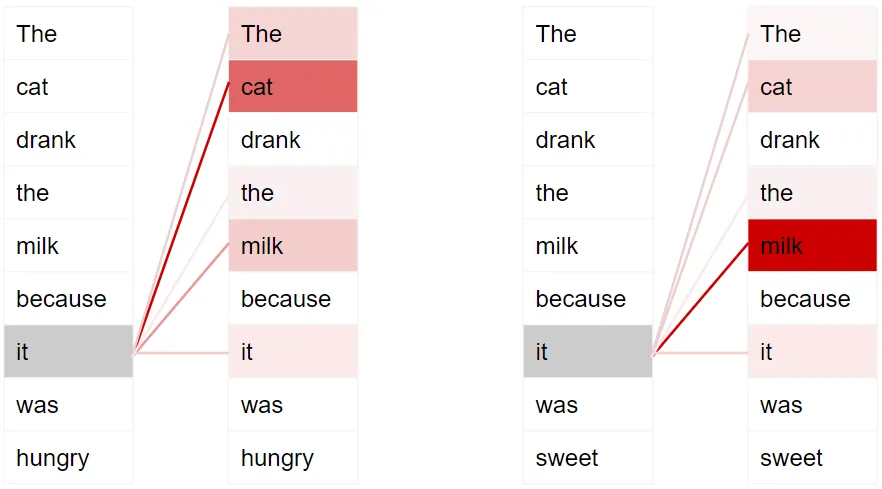 The The The The
cat cat cat cat
drank drank drank drank
the the the the
milk milk milk milk
because because because because
it it it it
was was was was
hungry hungry sweet sweet